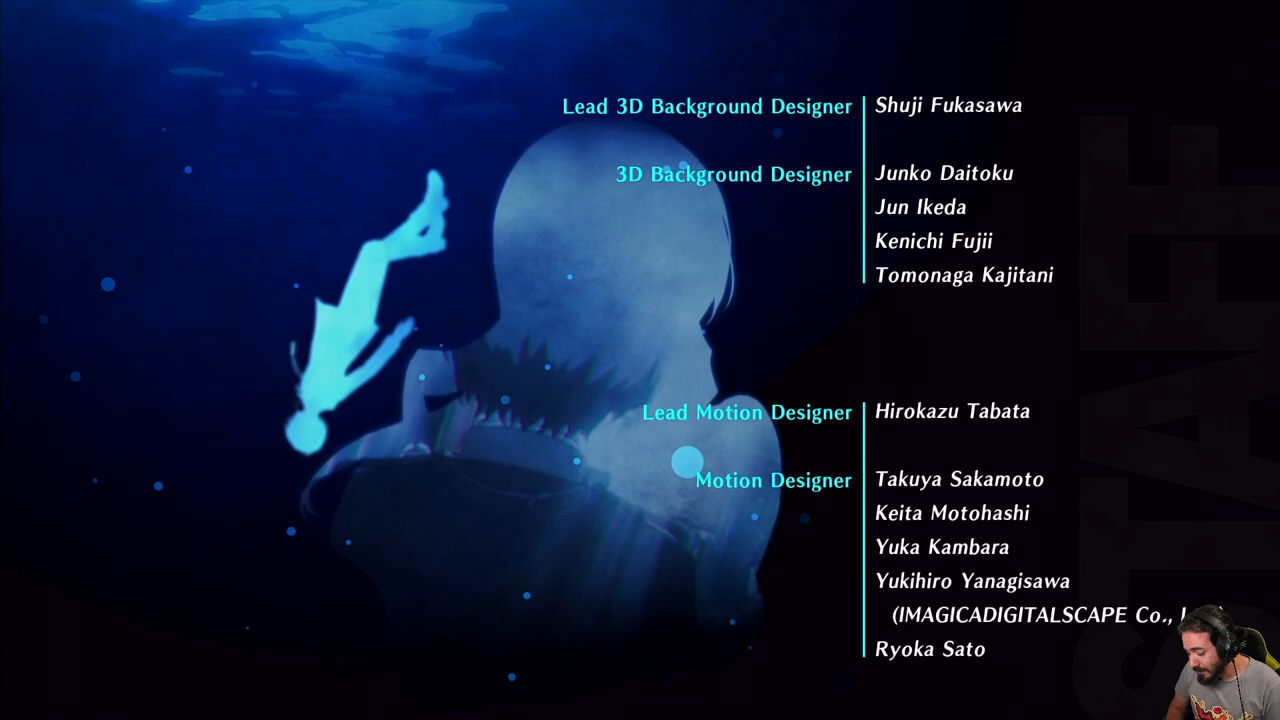 Lead 3D Background Designer
Shuji Fukasawa
3D Background Designer
Junko Daitoku
Jun Ikeda
Kenichi Fujii
Tomonaga Kajitani
Lead Motion Designer
Hirokazu Tabata
Motion Designer
Takuya Sakamoto
Keita Motohashi
Yuka Kambara
Yukihiro Yanagisawa
(IMAGICADIGITALSCAPE Co.,
Ryoka Sato
STAFF